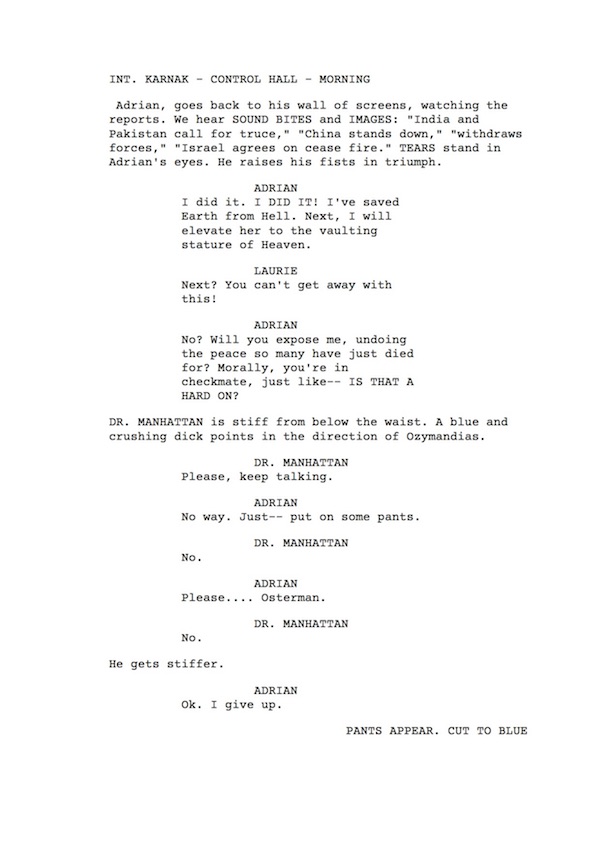 INT. KARNAK - CONTROL HALL - MORNING
Adrian, goes back to his wall of screens, watching the
reports. We hear SOUND BITES and IMAGES: "India and
Pakistan call for truce," "China stands down," "withdraws
forces," "Israel agrees on cease fire." TEARS stand in
Adrian's eyes. He raises his fists in triumph.
ADRIAN
I did it. I DID IT! I've saved
Earth from Hell. Next, I will
elevate her to the vaulting
stature of Heaven.
LAURIE
Next? You can't get away with
this!
ADRIAN
No? Will you expose me, undoing
the peace so many have just died
for? Morally, you're in
checkmate, just like-- IS THAT A
HARD ON?
DR. MANHATTAN is stiff from below the waist. A blue and
crushing dick points in the direction of Ozymandias.
DR. MANHATTAN
Please, keep talking.
ADRIAN
No way. Just-- put on some pants.
DR. MANHATTAN
No.
ADRIAN
Please.... Osterman.
DR. MANHATTAN
No.
He gets stiffer.
ADRIAN
Ok. I give up.
PANTS APPEAR. CUT TO BLUE